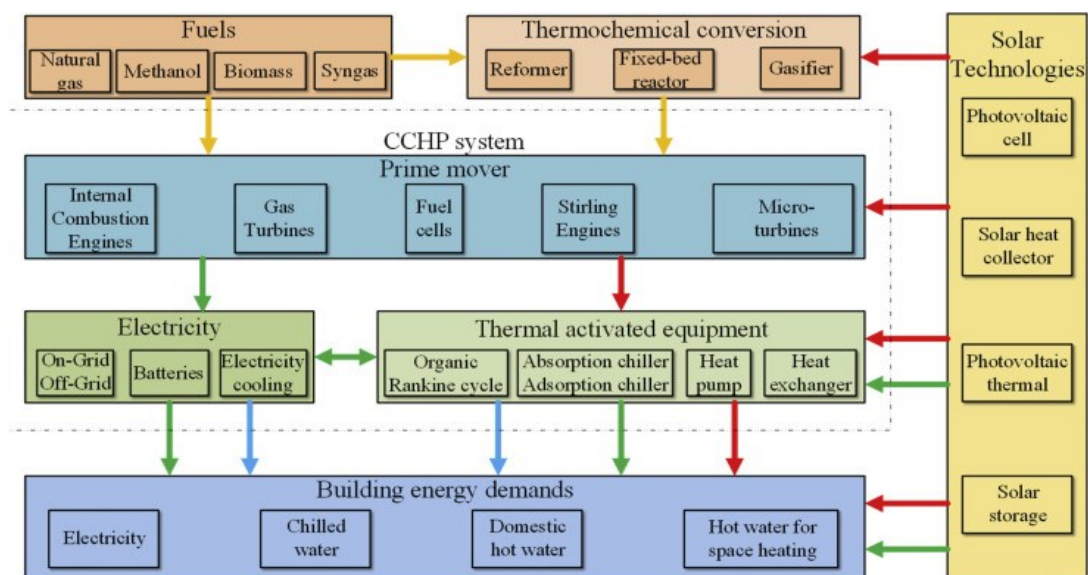 Fuels
Natural
gas
Methanol
Biomass
Syngas
Thermochemical conversion
Reformer
Fixed-bed
reactor
Gasifier
Solar
Technologies
Photovoltaic
cell
Solar heat
collector
Photovoltaic
thermal
Solar
storage
CCHP system
Prime mover
Internal
Combustion
Engines
Gas
Turbines
Fuel
cells
Stirling
Engines
Micro-
turbines
Electricity
On-Grid
Off-Grid
Batteries
Electricity
cooling
Thermal activated equipment
Organic
Rankine cycle
Absorption chiller
Adsorption chiller
Heat
pump
Heat
exchanger
Building energy demands
Electricity
Chilled
water
Domestic
hot water
Hot water for
space heating